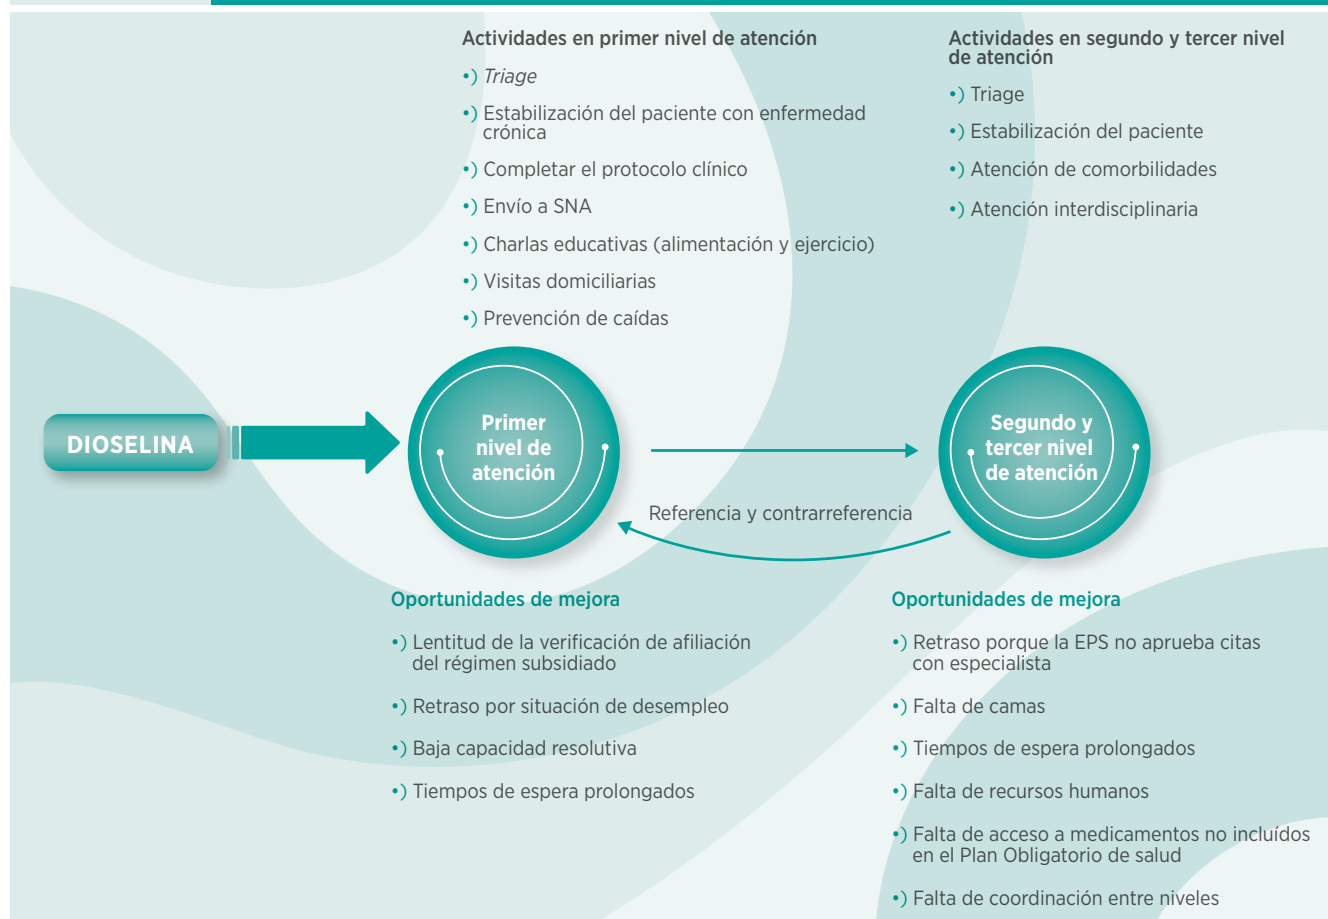 Actividades en primer nivel de atención
•) Triage
•) Estabilización del paciente con enfermedad
crónica
•) Completar el protocolo clínico
•) Envío a SNA
•) Charlas educativas (alimentación y ejercicio)
•) Visitas domiciliarias
•) Prevención de caídas
Actividades en segundo y tercer nivel
de atención
•) Triage
•) Estabilización del paciente
•) Atención de comorbilidades
•) Atención interdisciplinaria
DIOSELINA
Primer
nivel de
atención
Segundo y
tercer nivel
de atención
Referencia y contrarreferencia
Oportunidades de mejora
•) Lentitud de la verificación de afiliación
del régimen subsidiado
•) Retraso por situación de desempleo
•) Baja capacidad resolutiva
•) Tiempos de espera prolongados
Oportunidades de mejora
•) Retraso porque la EPS no aprueba citas
con especialista
•) Falta de camas
•) Tiempos de espera prolongados
•) Falta de recursos humanos
•) Falta de acceso a medicamentos no incluídos
en el Plan Obligatorio de salud
•) Falta de coordinación entre niveles